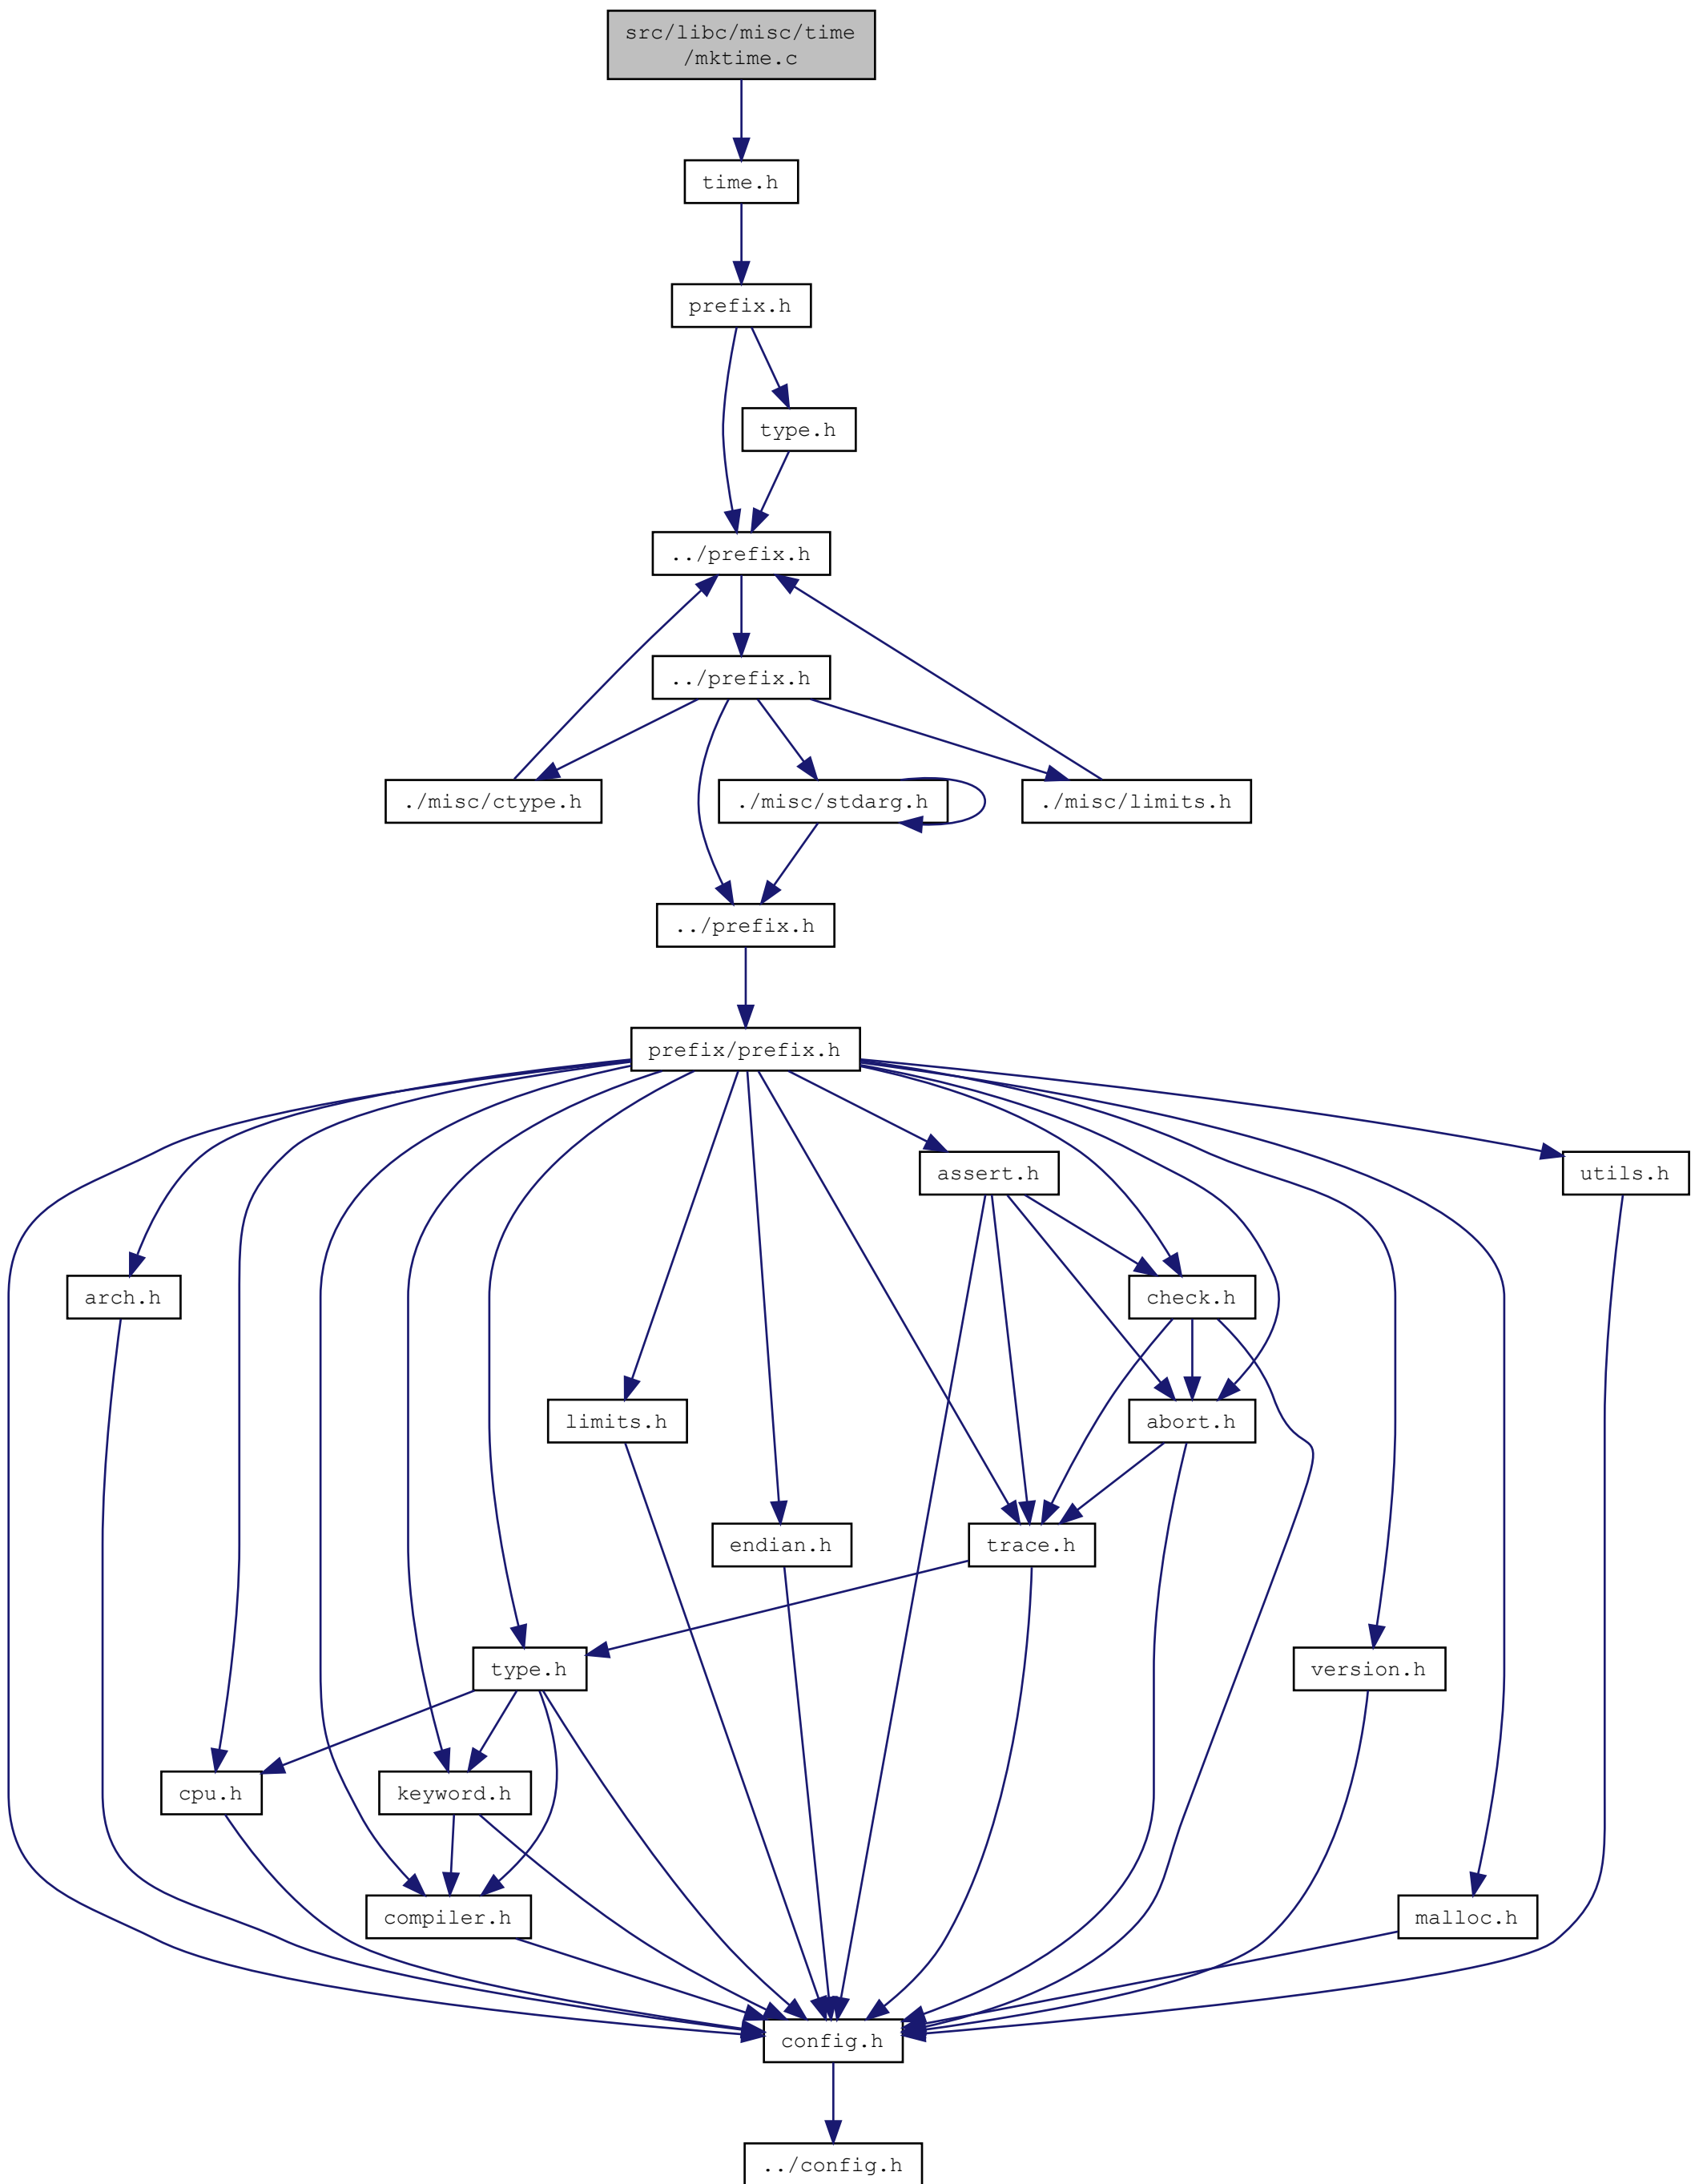 src/libc/misc/time
/mktime.c
time.h
prefix.h
type.h
../prefix.h
../prefix.h
./misc/ctype.h
./misc/stdarg.h
./misc/limits.h
../prefix.h
prefix/prefix.h
assert.h
utils.h
arch.h
check.h
limits.h
abort.h
endian.h
trace.h
type.h
version.h
cpu.h
keyword.h
compiler.h
malloc.h
config.h
../config.h